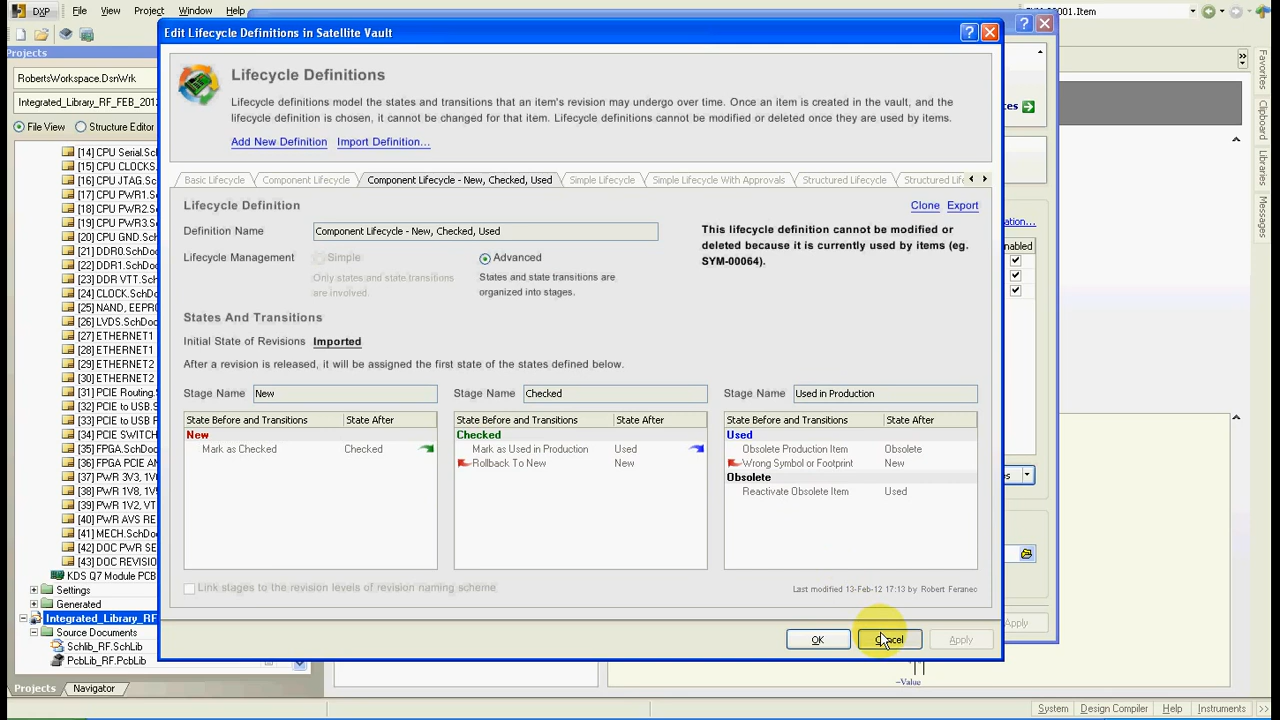 DXP File View Project Window Help
SYM-00001.Item
Edit Lifecycle Definitions in Satellite Vault
Projects
RobertsWorkspace.DsnWrk
Integrated_Library_RF_FEB_2012
File View Structure Editor
[14] CPU Serial.Sch
[15] CPU CLOCKS.
[16] CPU JTAG.Sch
[17] CPU PWR1.Sch
[18] CPU PWR2.Sch
[19] CPU PWR3.Sch
[20] CPU GND.SchDo
[21] DDR0.SchDoc
[22] DDR1.SchDoc
[23] DDR VTT.SchD
[24] CLOCK.SchDoc
[25] NAND, EEPRO
[26] LVDS.SchDoc
[27] ETHERNET1
[28] ETHERNET1
[29] ETHERNET2
[30] ETHERNET2
[31] PCIE Routing.Sch
[32] PCIE to USB.Sch
[33] PCIE to USB PO
[34] PCIE SWITCH
[35] FPGA.SchDoc
[36] FPGA PCIE AN
[37] PWR 3V3, 1V
[38] PWR 1V8, 1V5
[39] PWR 1V2, VT
[40] PWR AVS RE
[41] MECH.SchDoc
[42] DOC PWR SE
[43] DOC REVISIO
KDS Q7 Module PCB
Settings
Generated
Integrated_Library_RF
Source Documents
Schlib_RF.SchLib
PcbLib_RF.PcbLib
Projects Navigator
Lifecycle Definitions
Lifecycle definitions model the states and transitions that an item's revision may undergo over time. Once an item is created in the vault, and the
lifecycle definition is chosen, it cannot be changed for that item. Lifecycle definitions cannot be modified or deleted once they are used by items.
Add New Definition Import Definition...
Basic Lifecycle Component Lifecycle Component Lifecycle - New, Checked, Used Simple Lifecycle Simple Lifecycle With Approvals Structured Lifecycle Structured Life
Lifecycle Definition
Clone Export
Definition Name Component Lifecycle - New, Checked, Used
This lifecycle definition cannot be modified or
deleted because it is currently used by items (eg.
SYM-00064).
Lifecycle Management Simple Advanced
Only states and state transitions
are involved.
States and state transitions are
organized into stages.
States And Transitions
Initial State of Revisions Imported
After a revision is released, it will be assigned the first state of the states defined below.
Stage Name New
State Before and Transitions State After
New
Mark as Checked Checked
Stage Name Checked
State Before and Transitions State After
Checked
Mark as Used in Production Used
Rollback To New New
Stage Name Used in Production
State Before and Transitions State After
Used
Obsolete Production Item Obsolete
Wrong Symbol or Footprint New
Obsolete
Reactivate Obsolete Item Used
Link stages to the revision levels of revision naming scheme
Last modified 13-Feb-12 17:13 by Robert Feranec
OK Cancel Apply
Apply
~Value
Favorites
Clipboard
Libraries
Messages
System Design Compiler Help Instruments >>